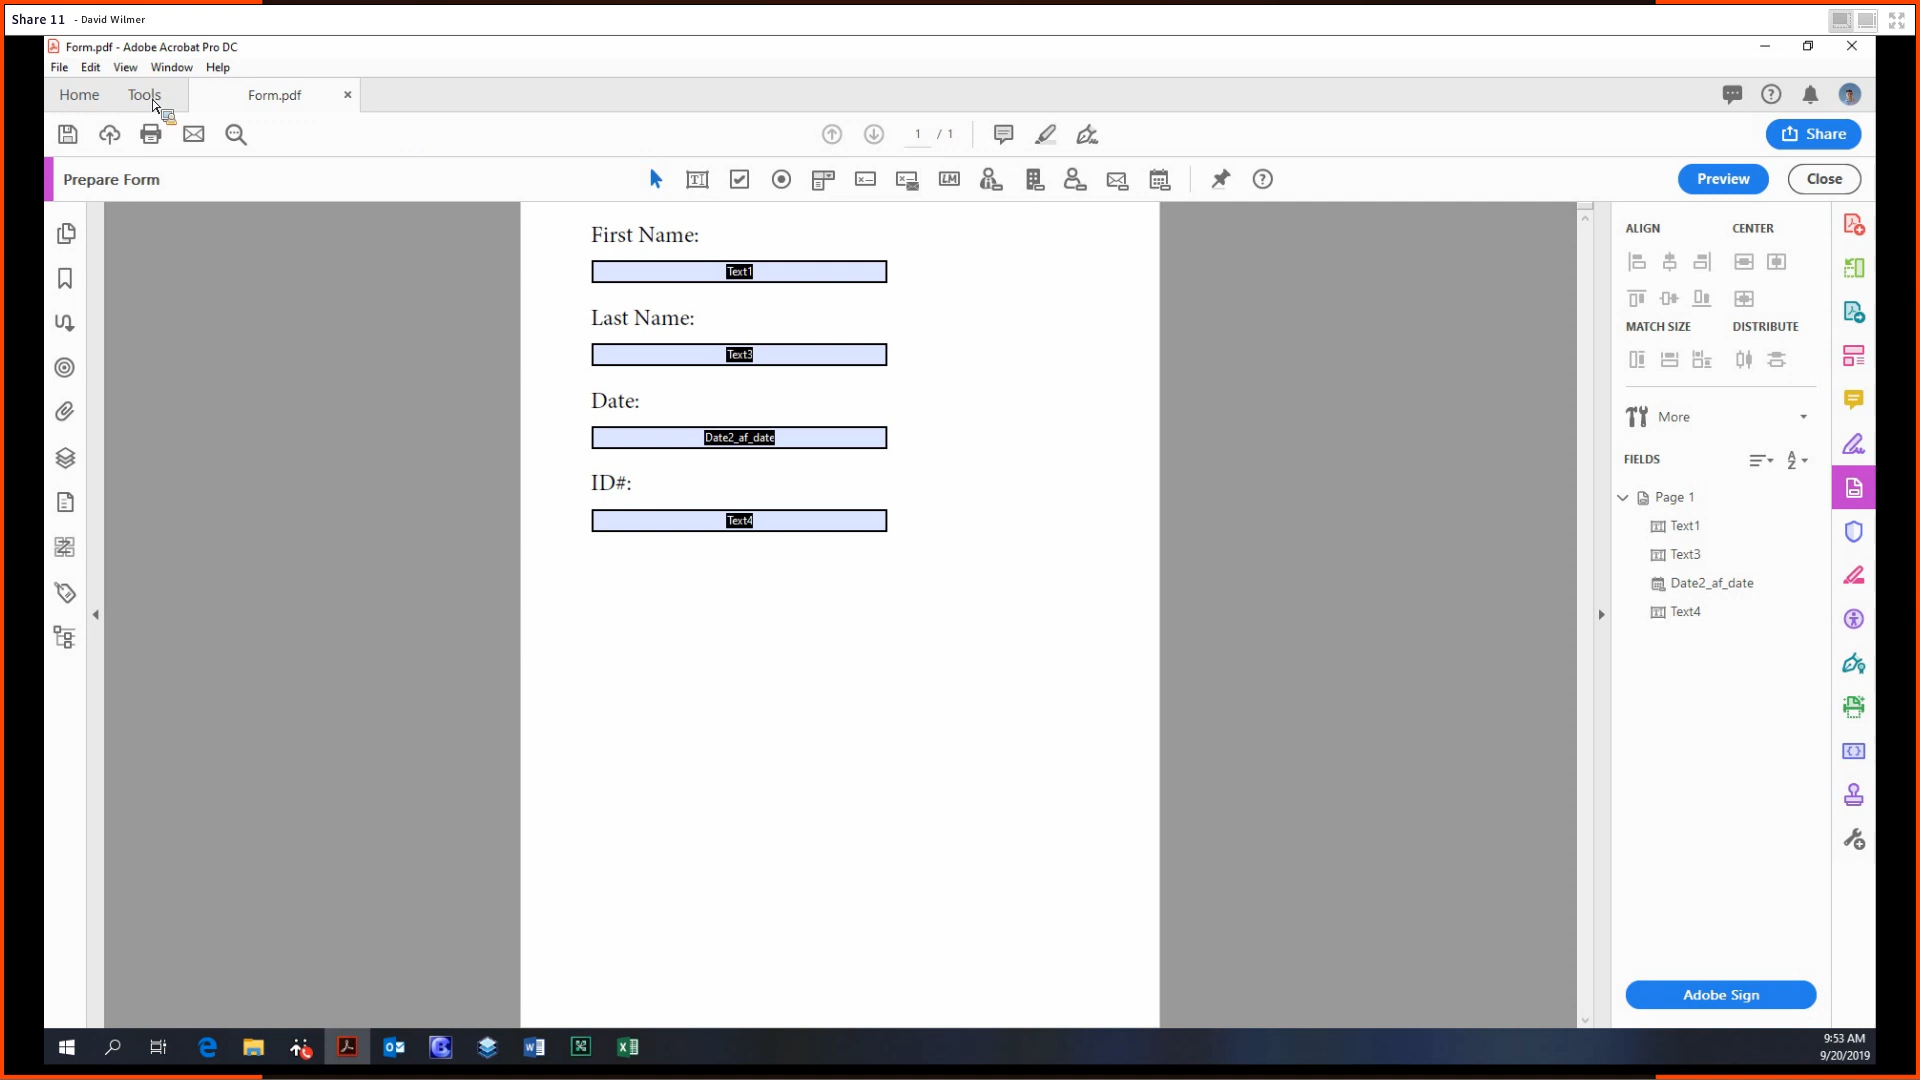 Share 11 - David Wilmer
Form.pdf - Adobe Acrobat Pro DC
File Edit View Window Help
Home Tools Form.pdf ×
1 / 1
Share
Prepare Form
Preview Close
First Name:
Text1
Last Name:
Text3
Date:
Date2_af_date
ID#:
Text4
ALIGN CENTER
MATCH SIZE DISTRIBUTE
More
FIELDS
Page 1
Text1
Text3
Date2_af_date
Text4
Adobe Sign
9:53 AM
9/20/2019